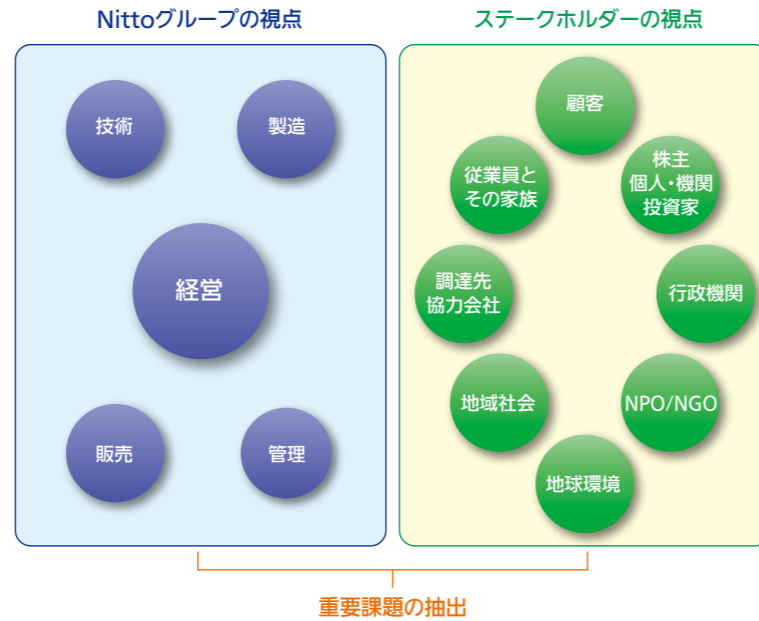 Nittoグループの視点
技術
製造
経営
販売
管理
ステークホルダーの視点
顧客
従業員と
その家族
株主
個人・機関
投資家
調達先
協力会社
行政機関
地域社会
NPO/NGO
地球環境
重要課題の抽出